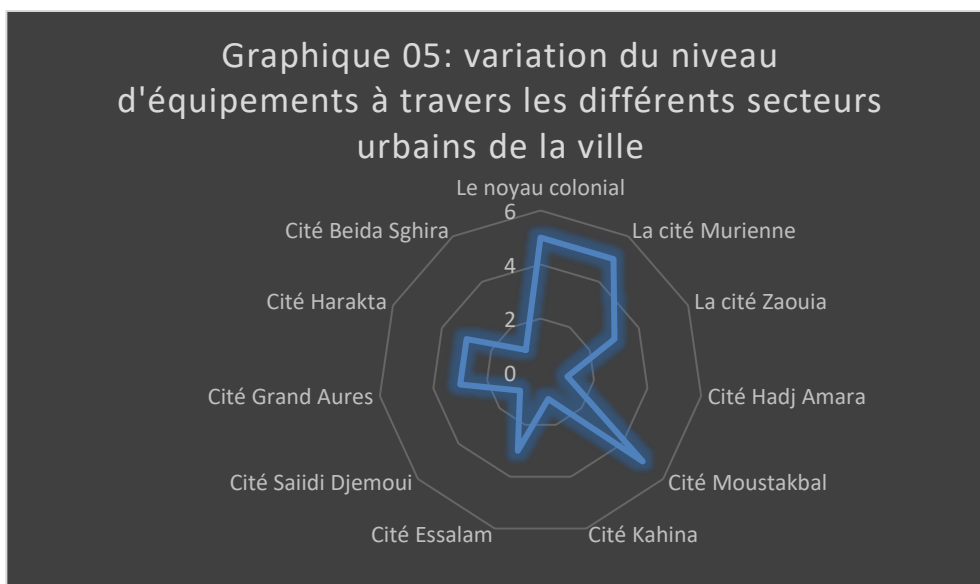 Graphique 05: variation du niveau
d'équipements à travers les différents secteurs
urbains de la ville
Le noyau colonial
La cité Murienne
La cité Zaouia
Cité Hadj Amara
Cité Moustakbal
Cité Kahina
Cité Essalam
Cité Saiidi Djemoui
Cité Grand Aures
Cité Harakta
Cité Beida Sghira
6
4
2
0